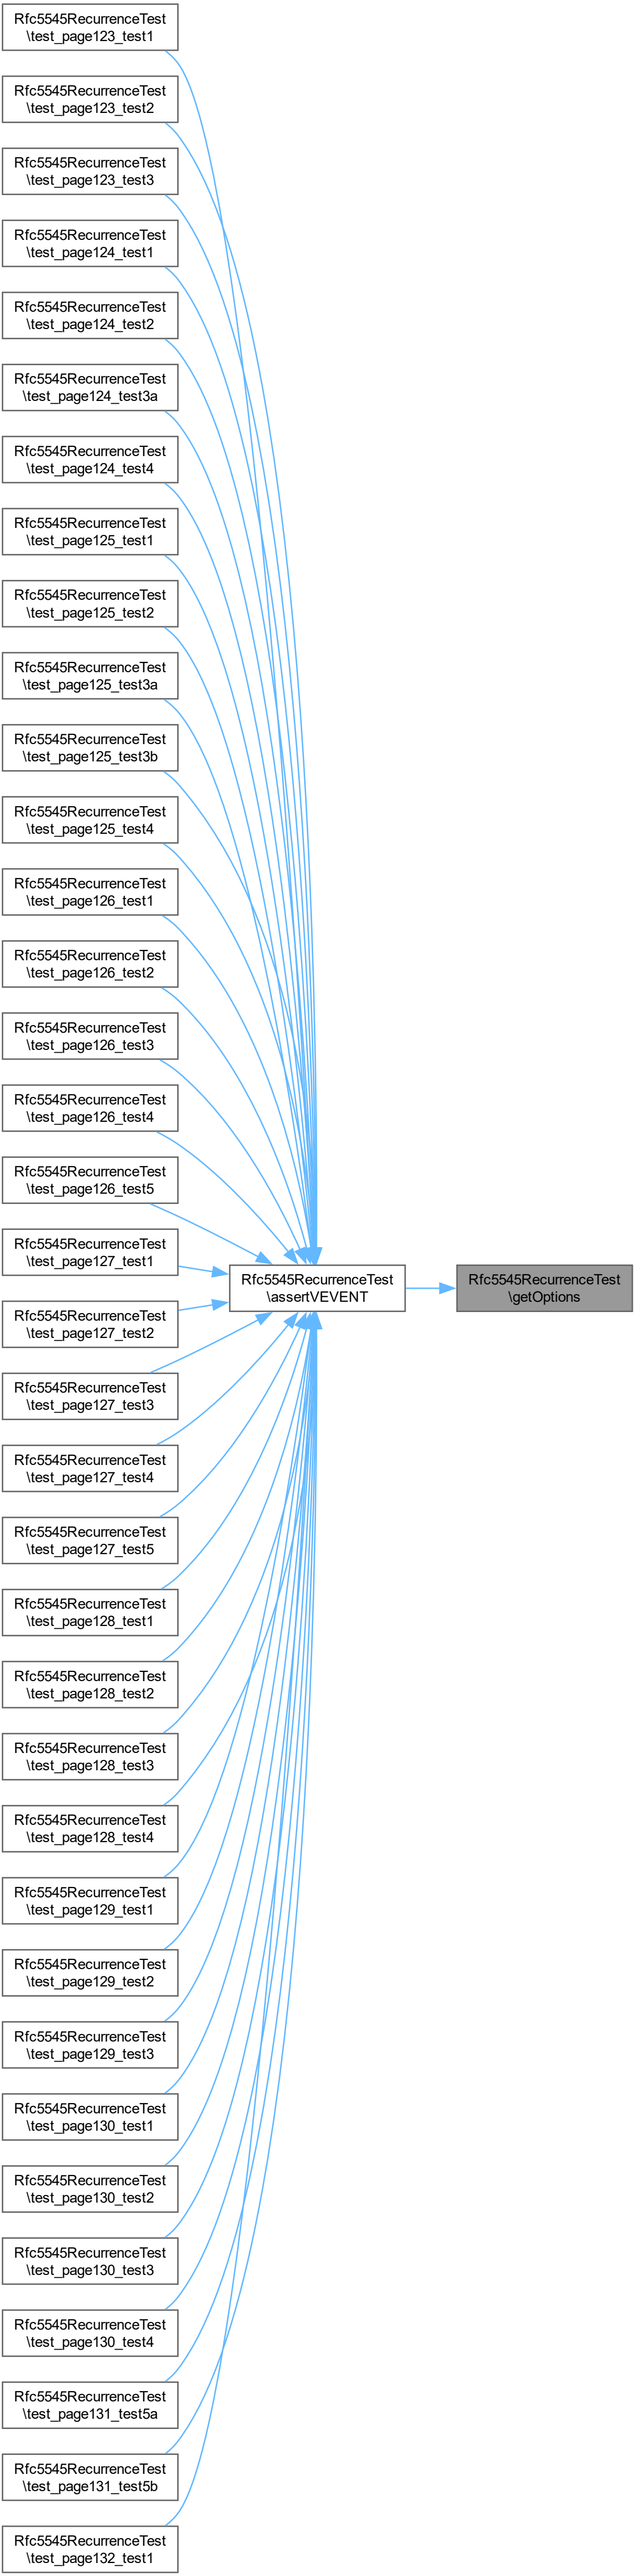 Rfc5545RecurrenceTest
\test_page123_test1
Rfc5545RecurrenceTest
\test_page123_test2
Rfc5545RecurrenceTest
\test_page123_test3
Rfc5545RecurrenceTest
\test_page124_test1
Rfc5545RecurrenceTest
\test_page124_test2
Rfc5545RecurrenceTest
\test_page124_test3a
Rfc5545RecurrenceTest
\test_page124_test4
Rfc5545RecurrenceTest
\test_page125_test1
Rfc5545RecurrenceTest
\test_page125_test2
Rfc5545RecurrenceTest
\test_page125_test3a
Rfc5545RecurrenceTest
\test_page125_test3b
Rfc5545RecurrenceTest
\test_page125_test4
Rfc5545RecurrenceTest
\test_page126_test1
Rfc5545RecurrenceTest
\test_page126_test2
Rfc5545RecurrenceTest
\test_page126_test3
Rfc5545RecurrenceTest
\test_page126_test4
Rfc5545RecurrenceTest
\test_page126_test5
Rfc5545RecurrenceTest
\test_page127_test1
Rfc5545RecurrenceTest
\assertVEVENT
Rfc5545RecurrenceTest
\getOptions
Rfc5545RecurrenceTest
\test_page127_test2
Rfc5545RecurrenceTest
\test_page127_test3
Rfc5545RecurrenceTest
\test_page127_test4
Rfc5545RecurrenceTest
\test_page127_test5
Rfc5545RecurrenceTest
\test_page128_test1
Rfc5545RecurrenceTest
\test_page128_test2
Rfc5545RecurrenceTest
\test_page128_test3
Rfc5545RecurrenceTest
\test_page128_test4
Rfc5545RecurrenceTest
\test_page129_test1
Rfc5545RecurrenceTest
\test_page129_test2
Rfc5545RecurrenceTest
\test_page129_test3
Rfc5545RecurrenceTest
\test_page130_test1
Rfc5545RecurrenceTest
\test_page130_test2
Rfc5545RecurrenceTest
\test_page130_test3
Rfc5545RecurrenceTest
\test_page130_test4
Rfc5545RecurrenceTest
\test_page131_test5a
Rfc5545RecurrenceTest
\test_page131_test5b
Rfc5545RecurrenceTest
\test_page132_test1